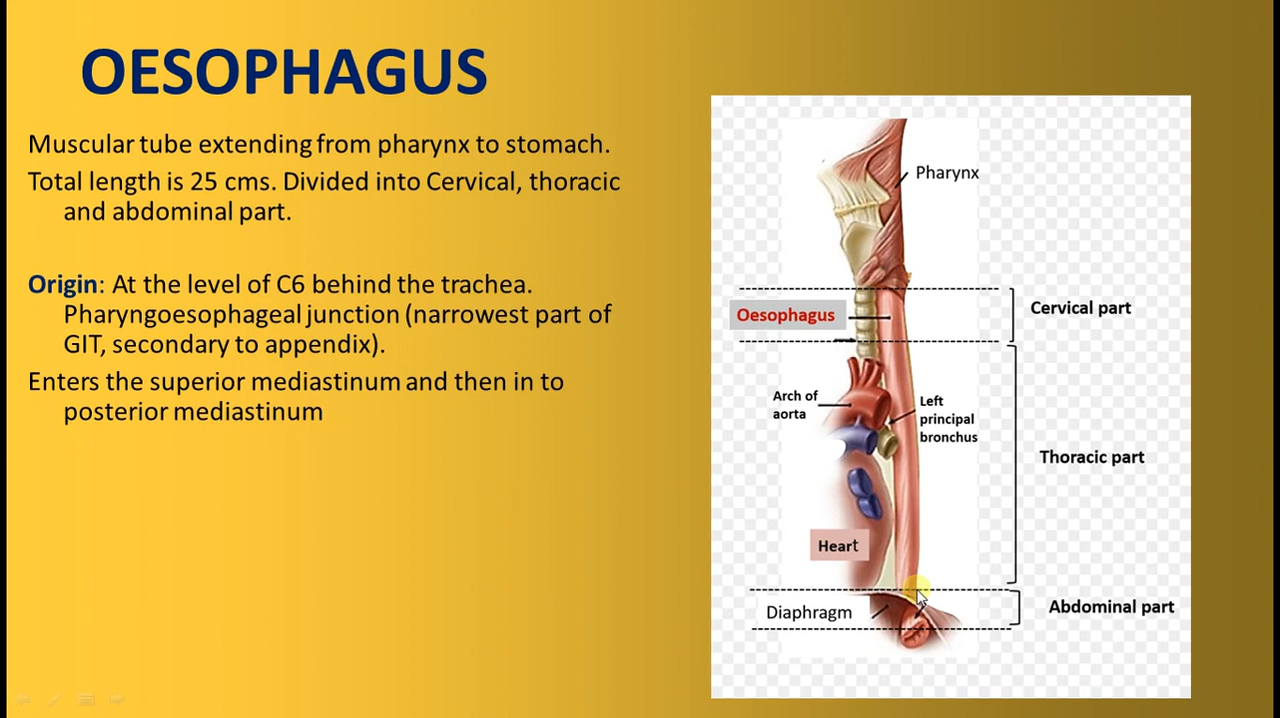 OESOPHAGUS
Muscular tube extending from pharynx to stomach.
Total length is 25 cms. Divided into Cervical, thoracic
and abdominal part.
Origin: At the level of C6 behind the trachea.
Pharyngoesophageal junction (narrowest part of
GIT, secondary to appendix).
Enters the superior mediastinum and then in to
posterior mediastinum
Pharynx
Oesophagus
Cervical part
Arch of
aorta
Left
principal
bronchus
Thoracic part
Heart
Diaphragm
Abdominal part